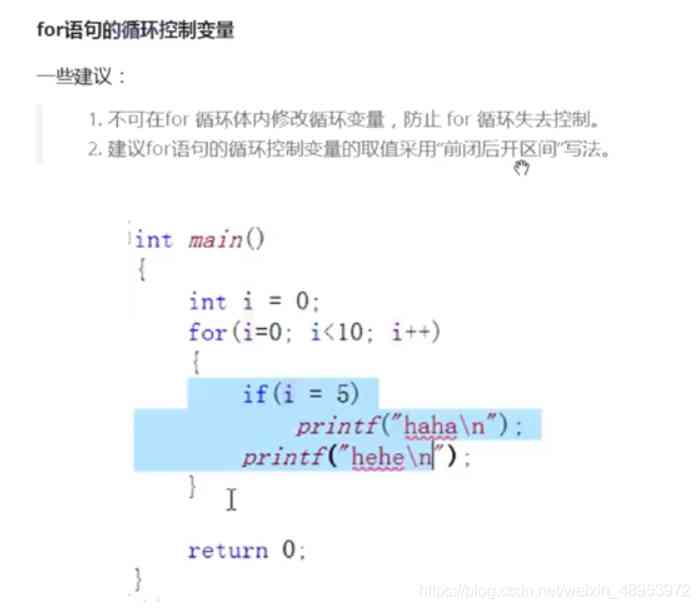 for语句的循环控制变量
一些建议：
1. 不可在for 循环体内修改循环变量，防止 for 循环失去控制。
2. 建议for语句的循环控制变量的取值采用“前闭后开区间”写法。
int main()
{
int i = 0;
for(i=0; i<10; i++)
{
if(i = 5)
printf("haha\n");
printf("hehe\n");
}
return 0;
}
https://blog.csdn.net/weixin_48953972